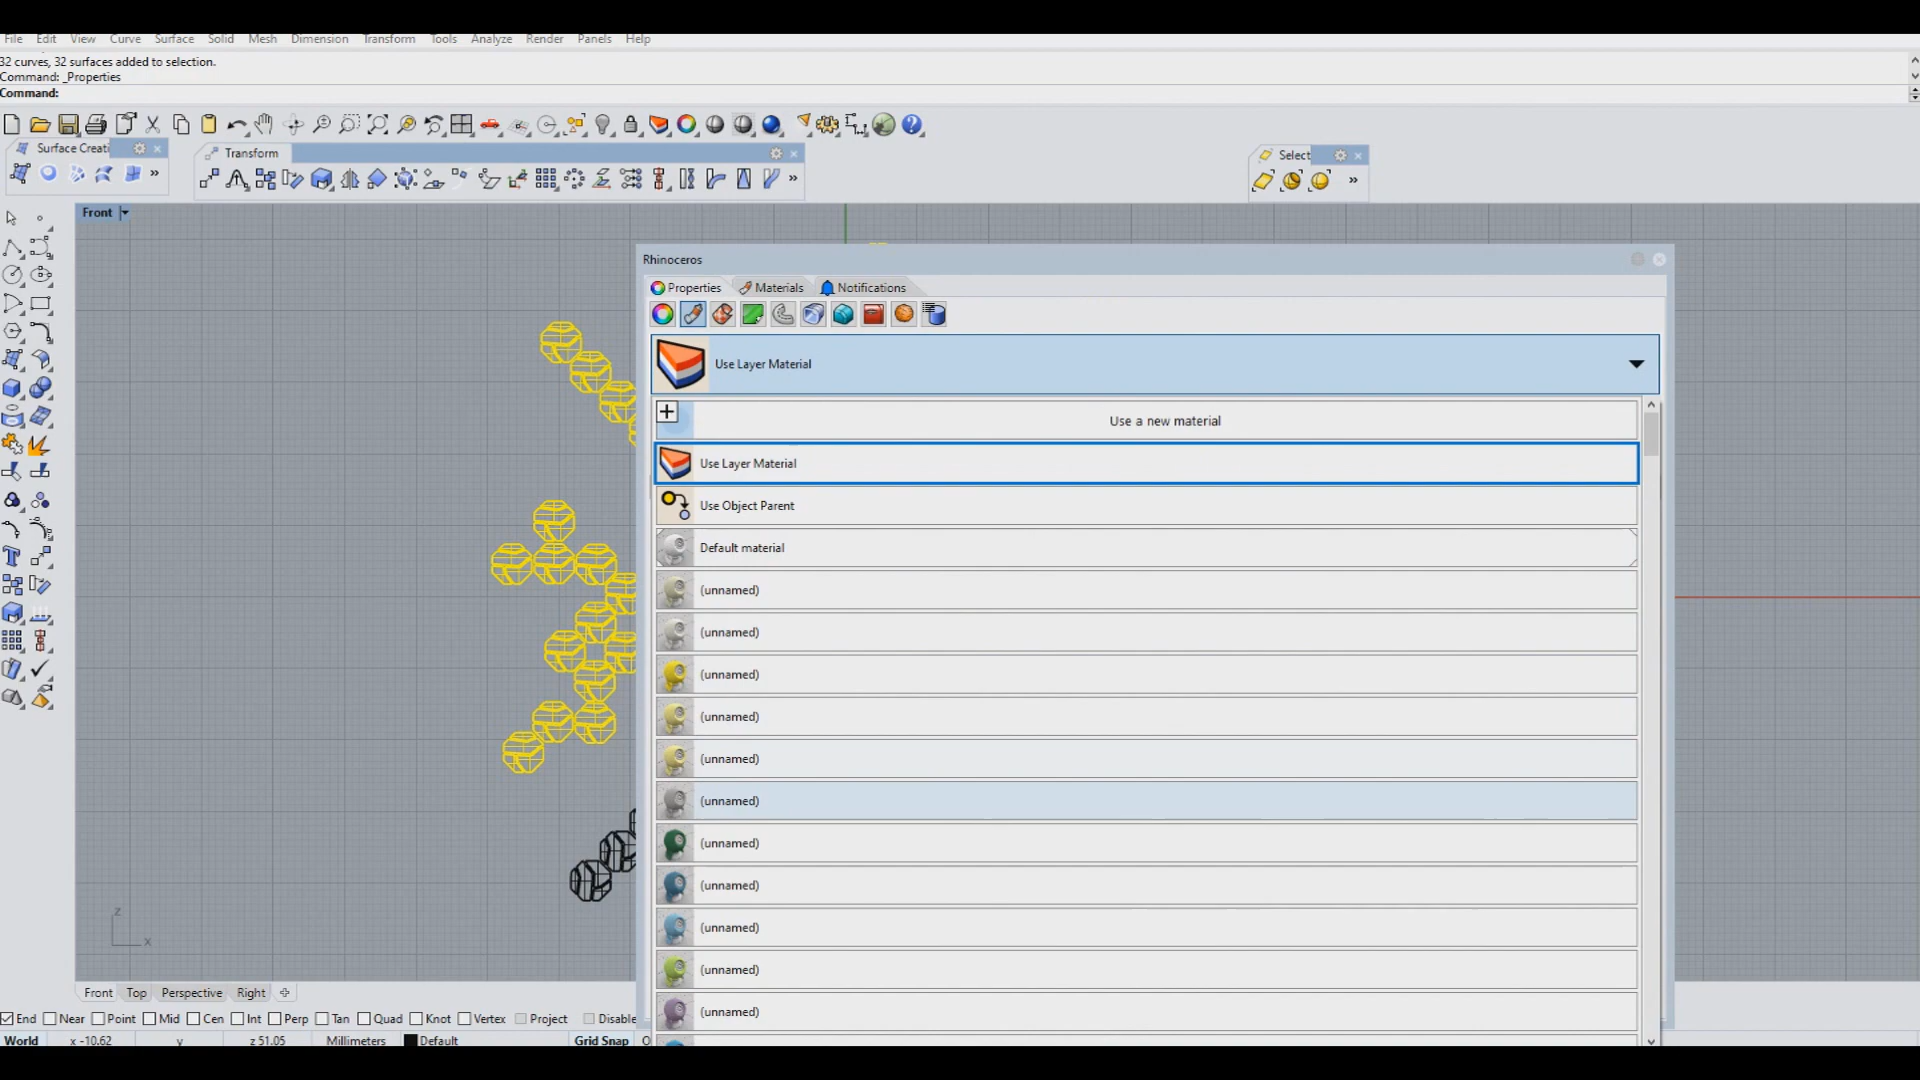 File Edit View Curve Surface Solid Mesh Dimension Transform Tools Analyze Render Panels Help
32 curves, 32 surfaces added to selection.
Command: _Properties
Command:
Surface Creati
Transform
Select
Front
Rhinoceros
Properties Materials Notifications
Use Layer Material
Use a new material
Use Layer Material
Use Object Parent
Default material
(unnamed)
(unnamed)
(unnamed)
(unnamed)
(unnamed)
(unnamed)
(unnamed)
(unnamed)
(unnamed)
(unnamed)
(unnamed)
z
x
Front Top Perspective Right
End Near Point Mid Cen Int Perp Tan Quad Knot Vertex Project Disable
World x -10.62 y z 51.05 Millimeters Default Grid Snap O